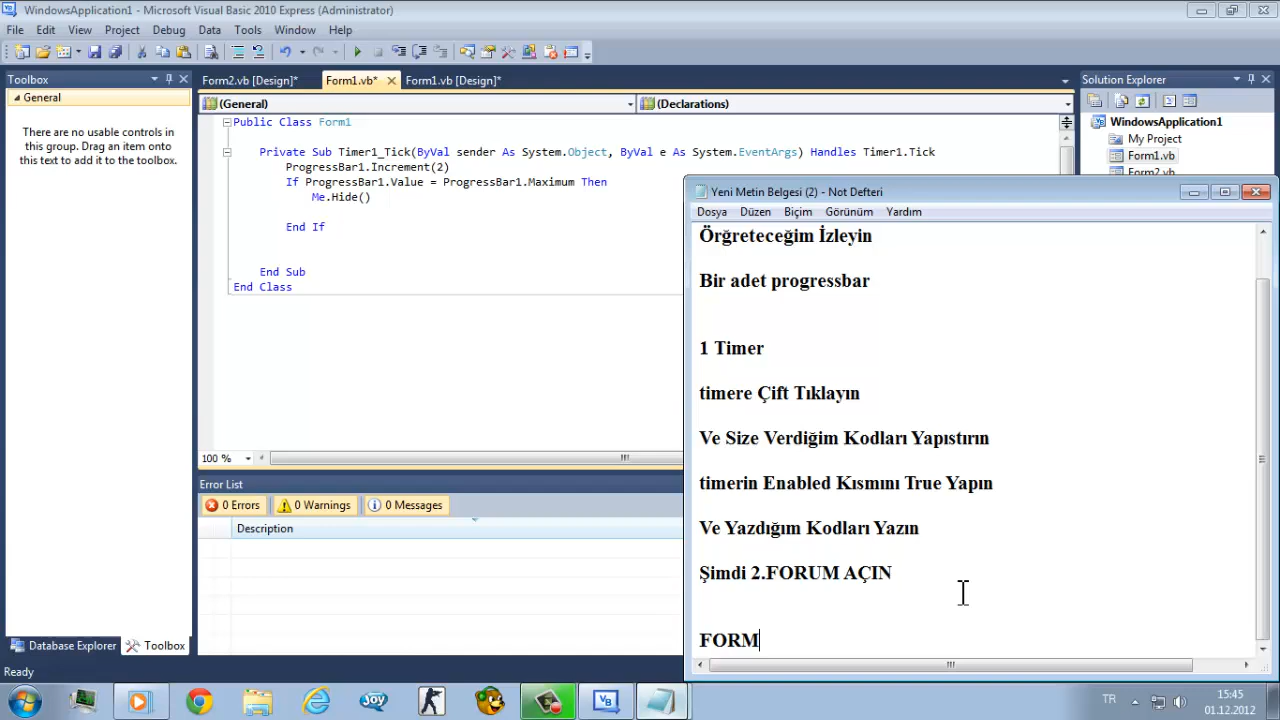 WindowsApplication1 - Microsoft Visual Basic 2010 Express (Administrator)
File Edit View Project Debug Data Tools Window Help
Toolbox
General
There are no usable controls in
this group. Drag an item onto
this text to add it to the toolbox.
Database Explorer Toolbox
Form2.vb [Design]* Form1.vb* Form1.vb [Design]*
(General) (Declarations)
Public Class Form1
Private Sub Timer1_Tick(ByVal sender As System.Object, ByVal e As System.EventArgs) Handles Timer1.Tick
ProgressBar1.Increment(2)
If ProgressBar1.Value = ProgressBar1.Maximum Then
Me.Hide()
End If
End Sub
End Class
100 %
Error List
0 Errors 0 Warnings 0 Messages
Description
Solution Explorer
WindowsApplication1
My Project
Form1.vb
Form2.vb
Yeni Metin Belgesi (2) - Not Defteri
Dosya Düzen Biçim Görünüm Yardım
Örğreteceğim İzleyin
Bir adet progressbar
1 Timer
timere Çift Tıklayın
Ve Size Verdiğim Kodları Yapıstırın
timerin Enabled Kısmını True Yapın
Ve Yazdığım Kodları Yazın
Şimdi 2.FORUM AÇIN
FORM
Ready
Joy
VB
TR
15:45
01.12.2012